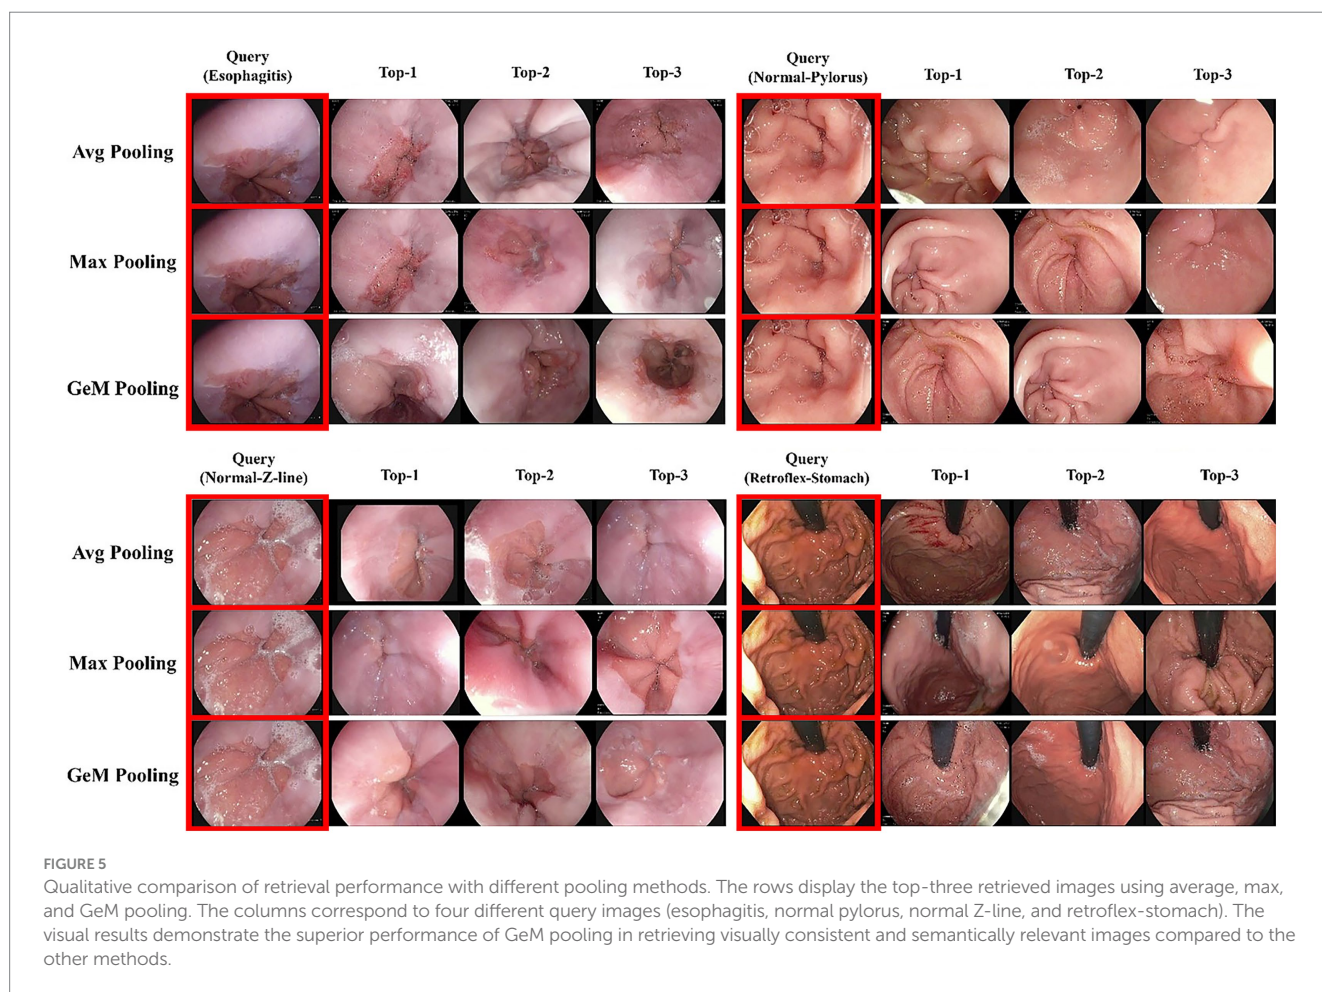 Query
(Esophagitis)
Top-1
Top-2
Top-3
Query
(Normal-Pylorus)
Top-1
Top-2
Top-3
Avg Pooling
Max Pooling
GeM Pooling
Query
(Normal-Z-line)
Top-1
Top-2
Top-3
Query
(Retroflex-Stomach)
Top-1
Top-2
Top-3
Avg Pooling
Max Pooling
GeM Pooling
FIGURE 5
Qualitative comparison of retrieval performance with different pooling methods. The rows display the top-three retrieved images using average, max,
and GeM pooling. The columns correspond to four different query images (esophagitis, normal pylorus, normal Z-line, and retroflex-stomach). The
visual results demonstrate the superior performance of GeM pooling in retrieving visually consistent and semantically relevant images compared to the
other methods.